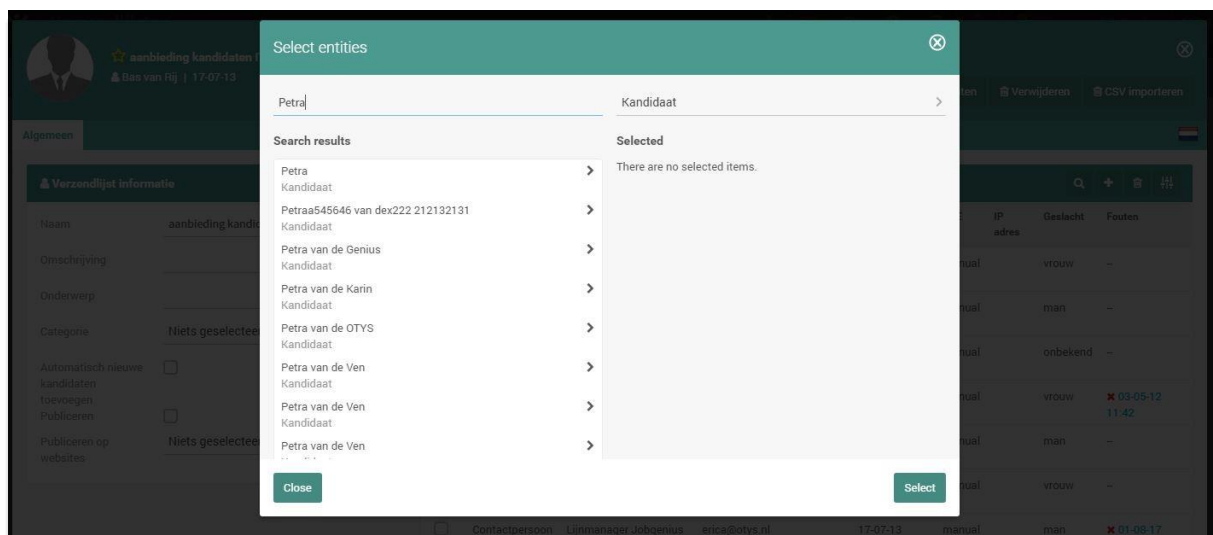 aanbieding kandidaten
Bas van Rij | 17-07-13
Select entities
Verwijderen
CSV importeren
Algemeen
Petra
Kandidaat
Search results
Selected
There are no selected items.
Petra
Kandidaat
Petraa545646 van dex222 212132131
Kandidaat
Petra van de Genius
Kandidaat
Petra van de Karin
Kandidaat
Petra van de OTYS
Kandidaat
Petra van de Ven
Kandidaat
Petra van de Ven
Kandidaat
Petra van de Ven
Close
Select
Verzendlijst informatie
Naam
Omschrijving
Onderwerp
Categorie
Niets
Automatisch nieuwe
kandidaten
toevoegen
Publiceren
Publiceren op
websites
Niets
IP
adres
Geslacht
Fouten
vrouw –
man –
onbekend –
vrouw 03-05-12
11:42
man –
vrouw –
Contactpersoon Lijnmanager Jobgenius erica@otys.nl 17-07-13 manual man 01-08-17